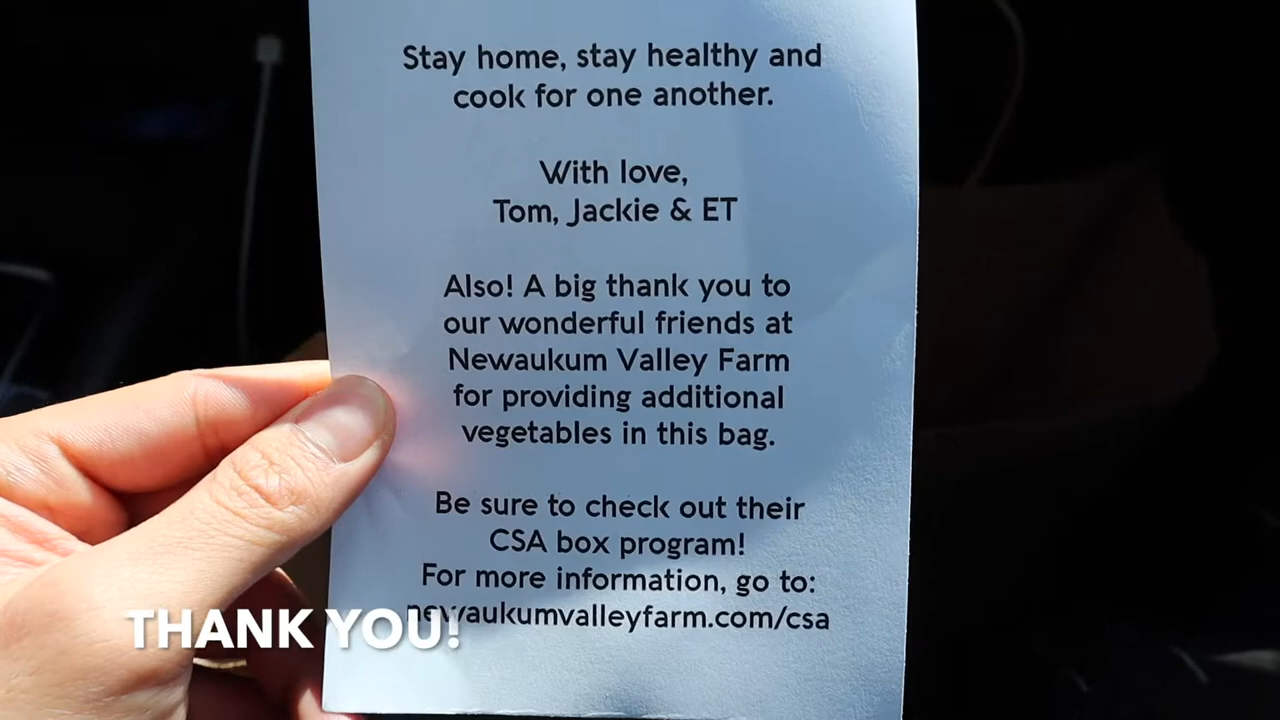 Stay home, stay healthy and
cook for one another.
With love,
Tom, Jackie & ET
Also! A big thank you to
our wonderful friends at
Newaukum Valley Farm
for providing additional
vegetables in this bag.
Be sure to check out their
CSA box program!
For more information, go to:
newaukumvalleyfarm.com/csa
THANK YOU!